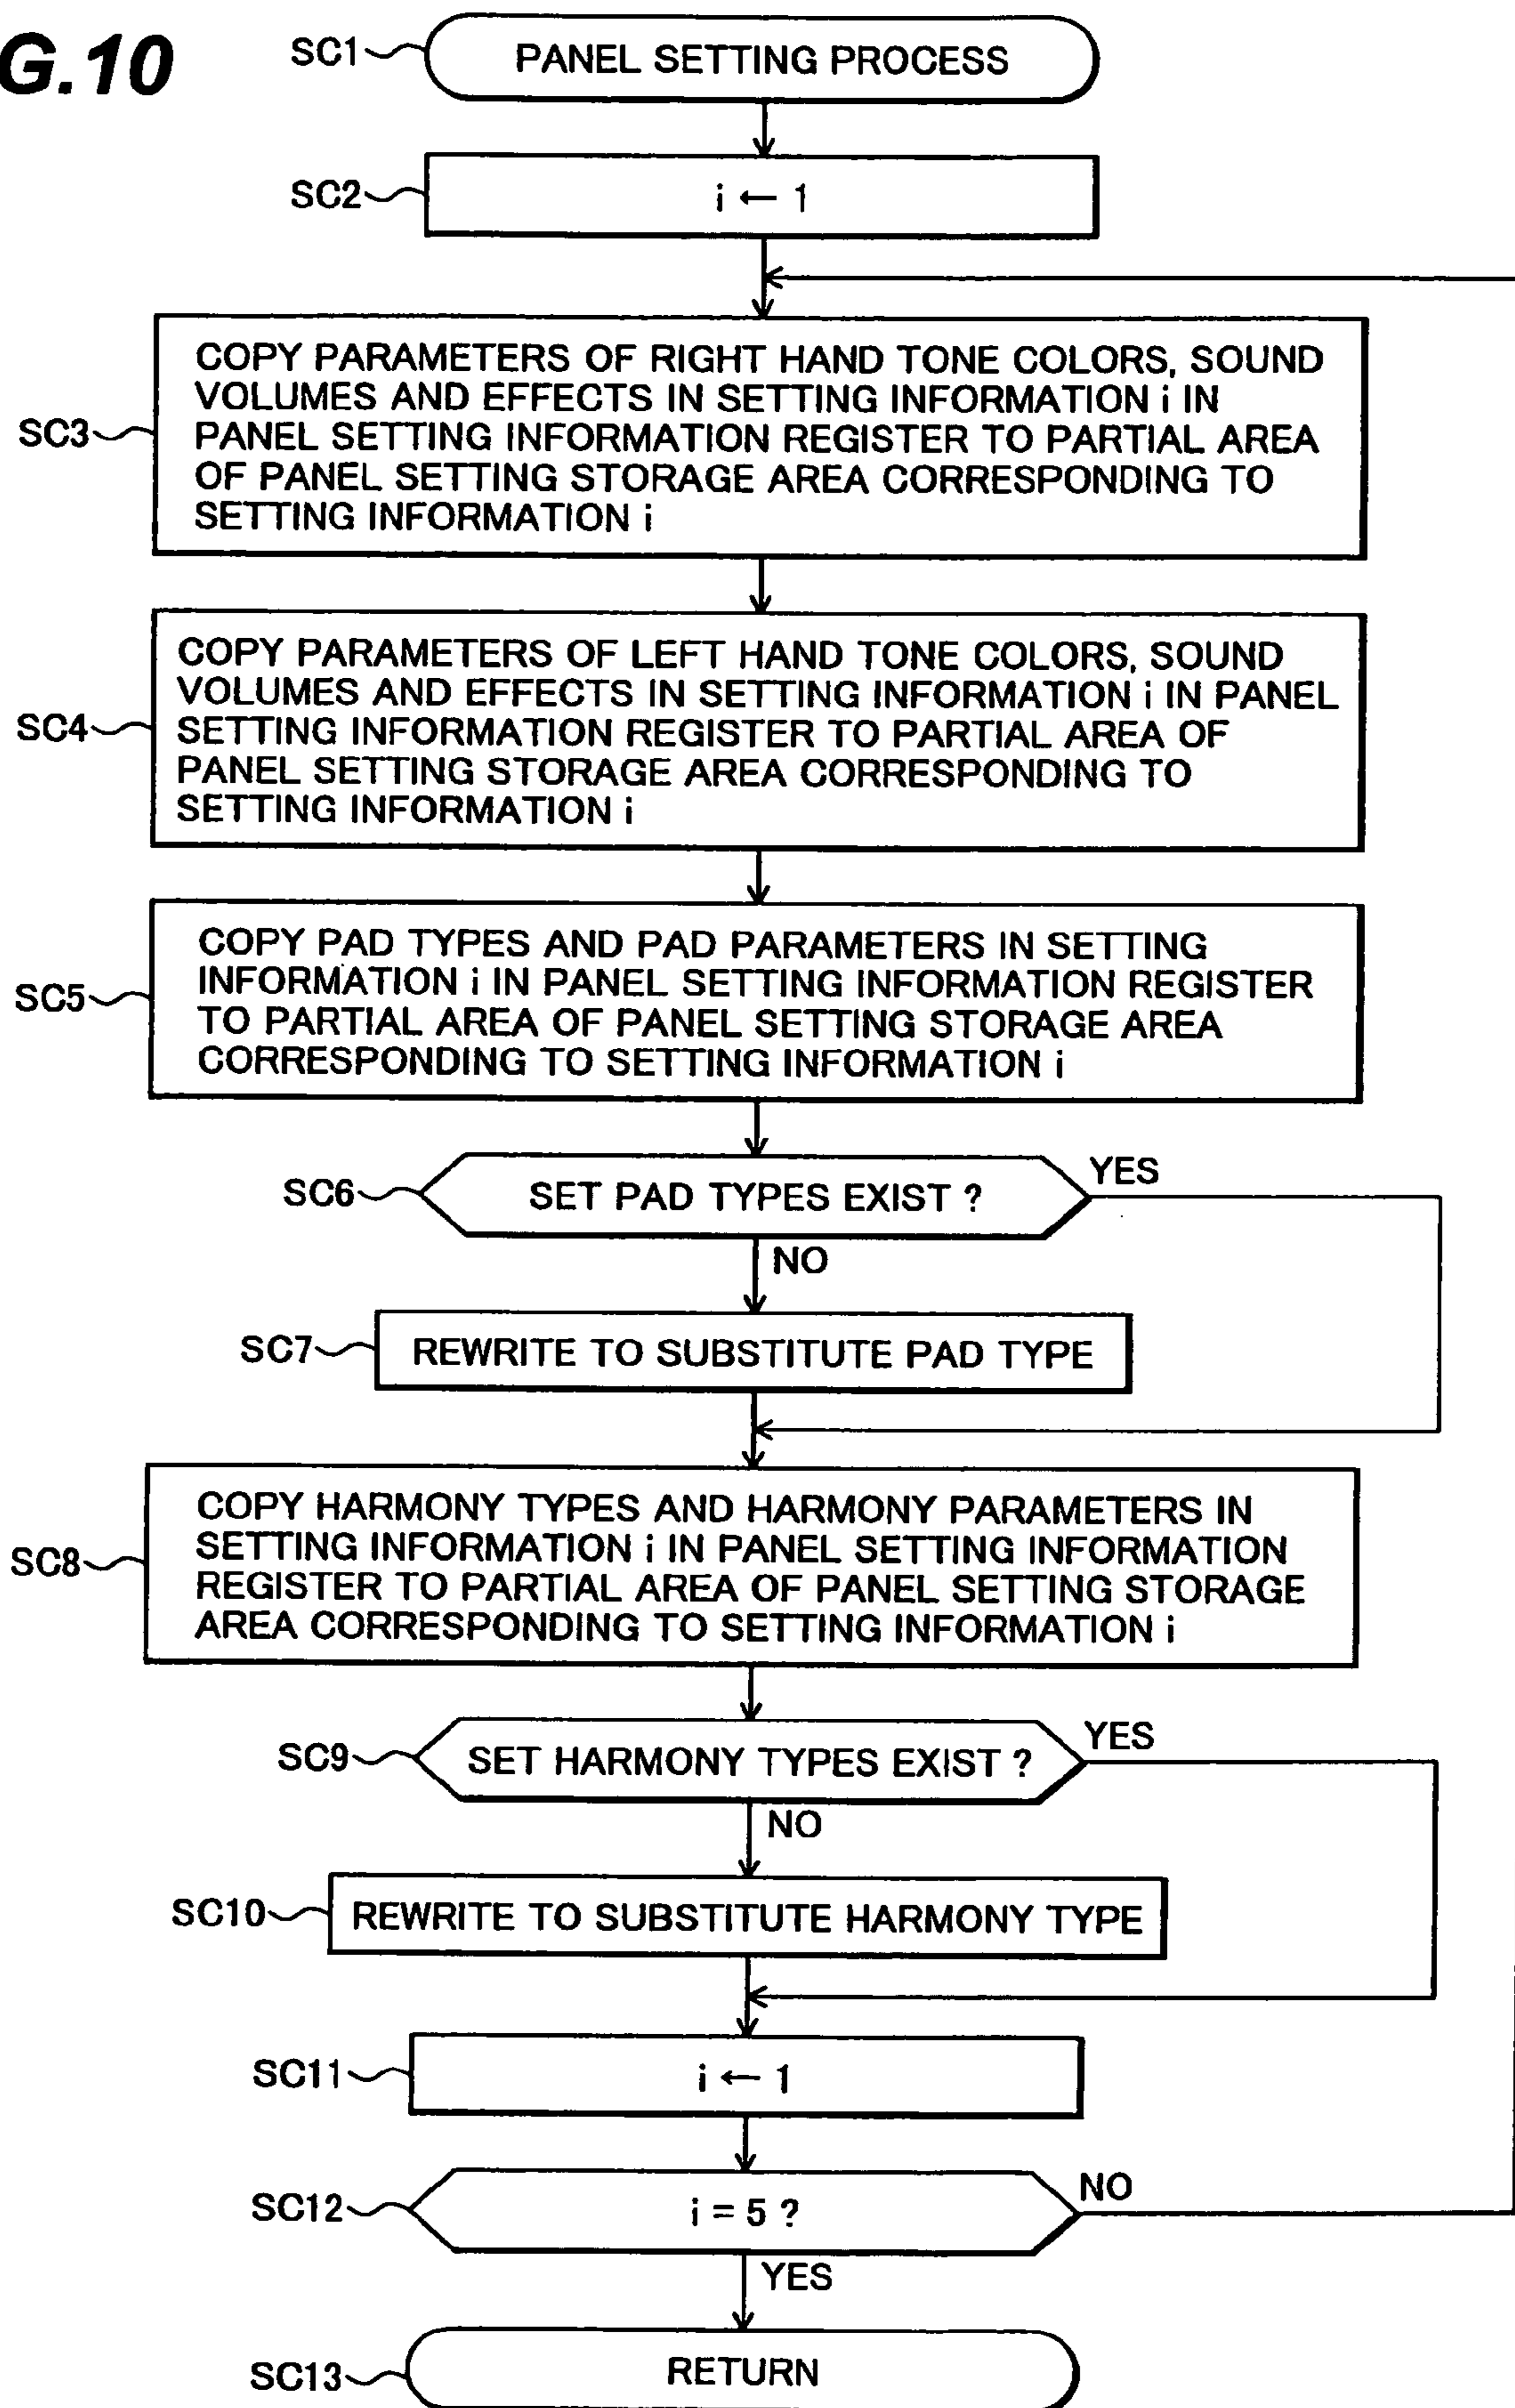 G.10
SC1
PANEL SETTING PROCESS
SC2
i ← 1
SC3
COPY PARAMETERS OF RIGHT HAND TONE COLORS, SOUND
VOLUMES AND EFFECTS IN SETTING INFORMATION i IN
PANEL SETTING INFORMATION REGISTER TO PARTIAL AREA
OF PANEL SETTING STORAGE AREA CORRESPONDING TO
SETTING INFORMATION i
SC4
COPY PARAMETERS OF LEFT HAND TONE COLORS, SOUND
VOLUMES AND EFFECTS IN SETTING INFORMATION i IN PANEL
SETTING INFORMATION REGISTER TO PARTIAL AREA OF
PANEL SETTING STORAGE AREA CORRESPONDING TO
SETTING INFORMATION i
SC5
COPY PAD TYPES AND PAD PARAMETERS IN SETTING
INFORMATION i IN PANEL SETTING INFORMATION REGISTER
TO PARTIAL AREA OF PANEL SETTING STORAGE AREA
CORRESPONDING TO SETTING INFORMATION i
SC6
SET PAD TYPES EXIST ?
YES
NO
SC7
REWRITE TO SUBSTITUTE PAD TYPE
SC8
COPY HARMONY TYPES AND HARMONY PARAMETERS IN
SETTING INFORMATION i IN PANEL SETTING INFORMATION
REGISTER TO PARTIAL AREA OF PANEL SETTING STORAGE
AREA CORRESPONDING TO SETTING INFORMATION i
SC9
SET HARMONY TYPES EXIST ?
YES
NO
SC10
REWRITE TO SUBSTITUTE HARMONY TYPE
SC11
i ← 1
SC12
i = 5 ?
NO
YES
SC13
RETURN